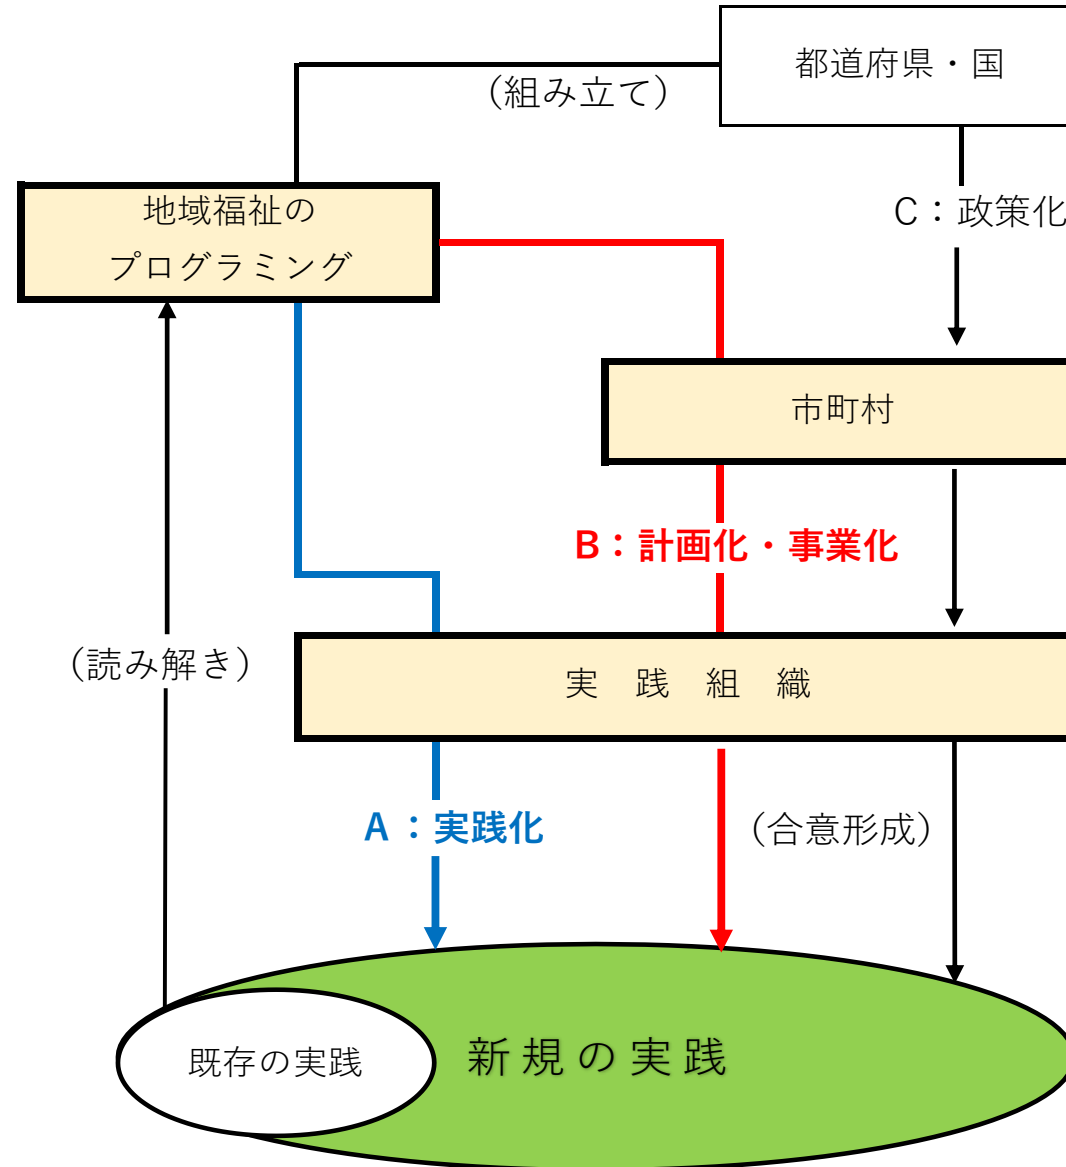 都道府県・国
（組み立て）
地域福祉の
プログラミング
C：政策化
市町村
B：計画化・事業化
（読み解き）
実　践　組　織
A：実践化
（合意形成）
既存の実践
新規の実践